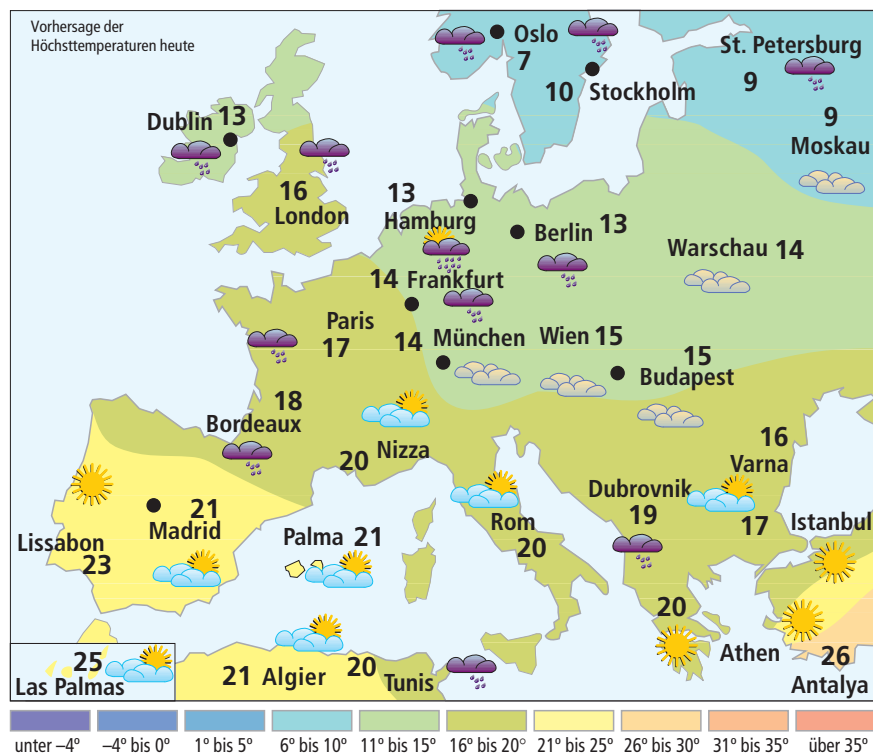 Vorhersage der
Höchsttemperaturen heute
Oslo
7
10
Stockholm
St. Petersburg
9
9
Moskau
Dublin 13
16
London
13
Hamburg
Berlin 13
Warschau 14
14 Frankfurt
Paris
17
14 München
Wien 15
15
Budapest
18
Bordeaux
20 Nizza
16
Varna
Dubrovnik
19
17 Istanbul
21
Madrid
Lissabon
23
Palma 21
Rom
20
20
Athen
26
Antalya
25
Las Palmas
21 Algier
20
Tunis
unter –4°
–4° bis 0°
1° bis 5°
6° bis 10°
11° bis 15°
16° bis 20°
21° bis 25°
26° bis 30°
31° bis 35°
über 35°